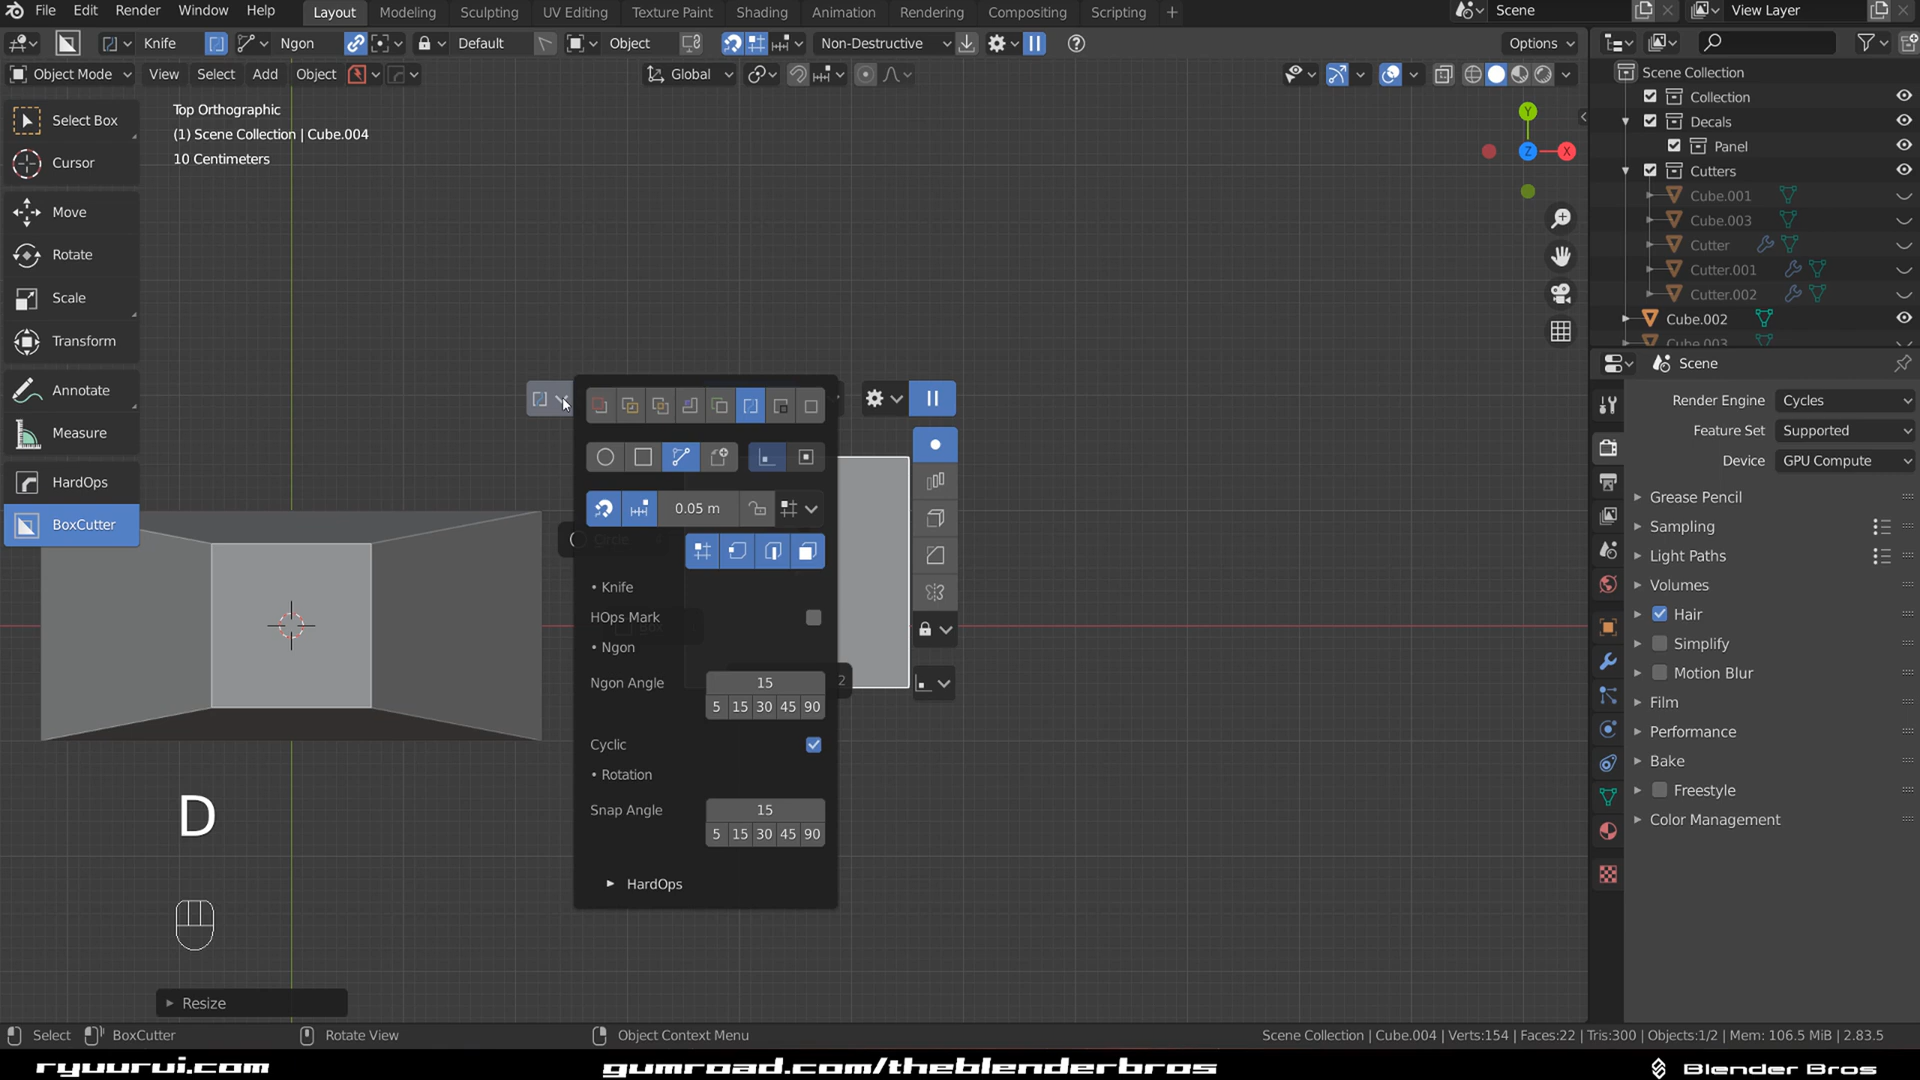 File Edit Render Window Help Layout Modeling Sculpting UV Editing Texture Paint Shading Animation Rendering Compositing Scripting + Scene View Layer
Knife Ngon Default Object Non-Destructive Options
Object Mode View Select Add Object Global
Top Orthographic
(1) Scene Collection | Cube.004
10 Centimeters
Select Box
Cursor
Move
Rotate
Scale
Transform
Annotate
Measure
HardOps
BoxCutter
Y
X
Z
0.05 m
• Knife
HOps Mark
• Ngon
Ngon Angle 15
5 15 30 45 90
Cyclic
• Rotation
Snap Angle 15
5 15 30 45 90
HardOps
2
D
Resize
Scene Collection
Collection
Decals
Panel
Cutters
Cube.001
Cube.003
Cutter
Cutter.001
Cutter.002
Cube.002
Cube.003
Scene
Render Engine Cycles
Feature Set Supported
Device GPU Compute
Grease Pencil
Sampling
Light Paths
Volumes
Hair
Simplify
Motion Blur
Film
Performance
Bake
Freestyle
Color Management
Select BoxCutter Rotate View Object Context Menu Scene Collection | Cube.004 | Verts:154 | Faces:22 | Tris:300 | Objects:1/2 | Mem: 106.5 MiB | 2.83.5
ryuurui.com gumroad.com/theblenderbros Blender Bros